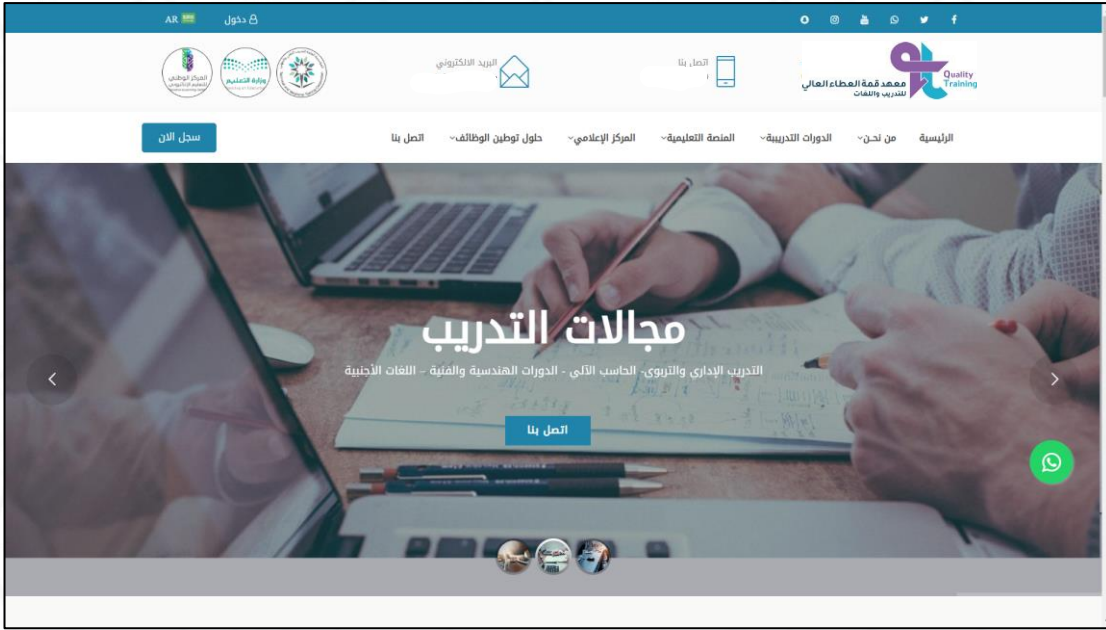 دخول
AR
Quality
Training
معهد قمة العطاء العالي
للتدريب واللغات
اتصل بنا
البريد الالكتروني
وزارة التعليم
المركز الوطني
للتعليم الإلكتروني
الرئيسية
من نحن
الدورات التدريبية
المنصة التعليمية
المركز الإعلامي
حلول توطين الوظائف
اتصل بنا
سجل الان
مجالات التدريب
التدريب الإداري والتربوي- الحاسب الآلي - الدورات الهندسية والفنية – اللغات الأجنبية
اتصل بنا